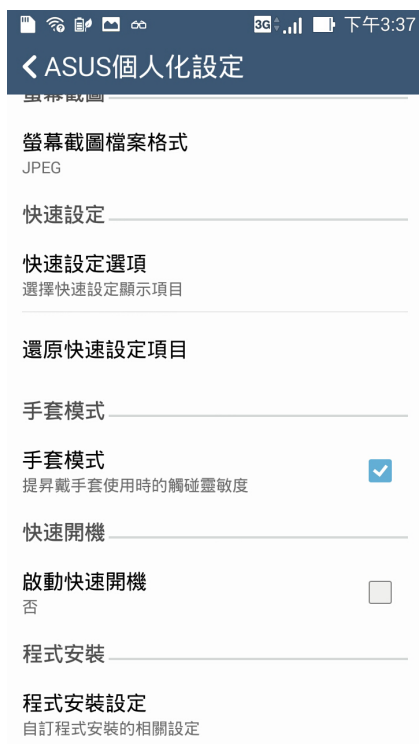 3G 下午3:37
ASUS個人化設定
螢幕截圖
螢幕截圖檔案格式
JPEG
快速設定
快速設定選項
選擇快速設定顯示項目
還原快速設定項目
手套模式
手套模式
提昇戴手套使用時的觸碰靈敏度
快速開機
啟動快速開機
否
程式安裝
程式安裝設定
自訂程式安裝的相關設定